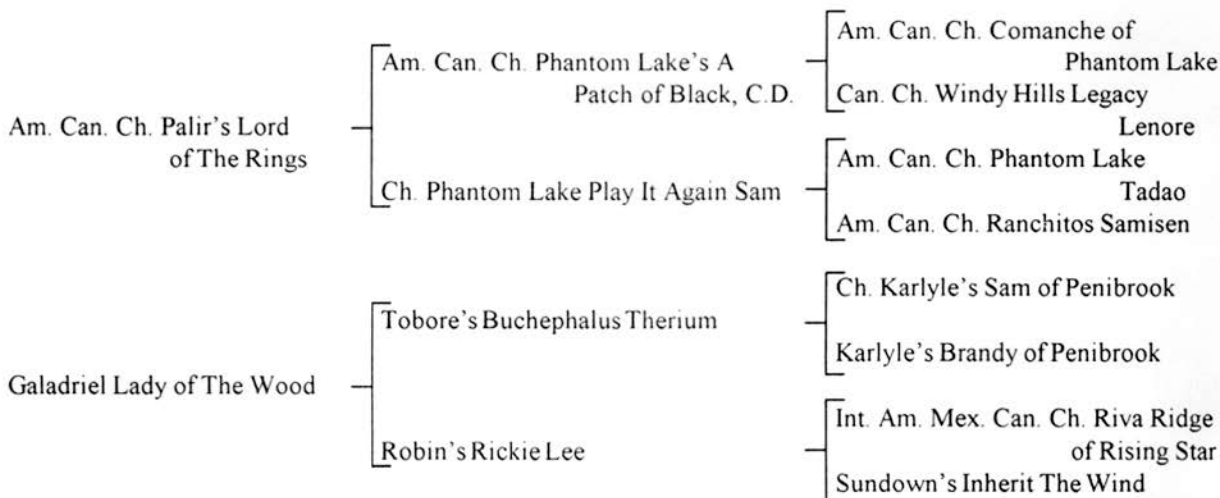 Am. Can. Ch. Palir's Lord
of The Rings
Am. Can. Ch. Phantom Lake's A
Patch of Black, C.D.
Ch. Phantom Lake Play It Again Sam
Am. Can. Ch. Comanche of
Phantom Lake
Can. Ch. Windy Hills Legacy
Lenore
Am. Can. Ch. Phantom Lake
Tadao
Am. Can. Ch. Ranchitos Samisen
Galadriel Lady of The Wood
Tobore's Buchephalus Therium
Robin's Rickie Lee
Ch. Karlyle's Sam of Penibrook
Karlyle's Brandy of Penibrook
Int. Am. Mex. Can. Ch. Riva Ridge
of Rising Star
Sundown's Inherit The Wind